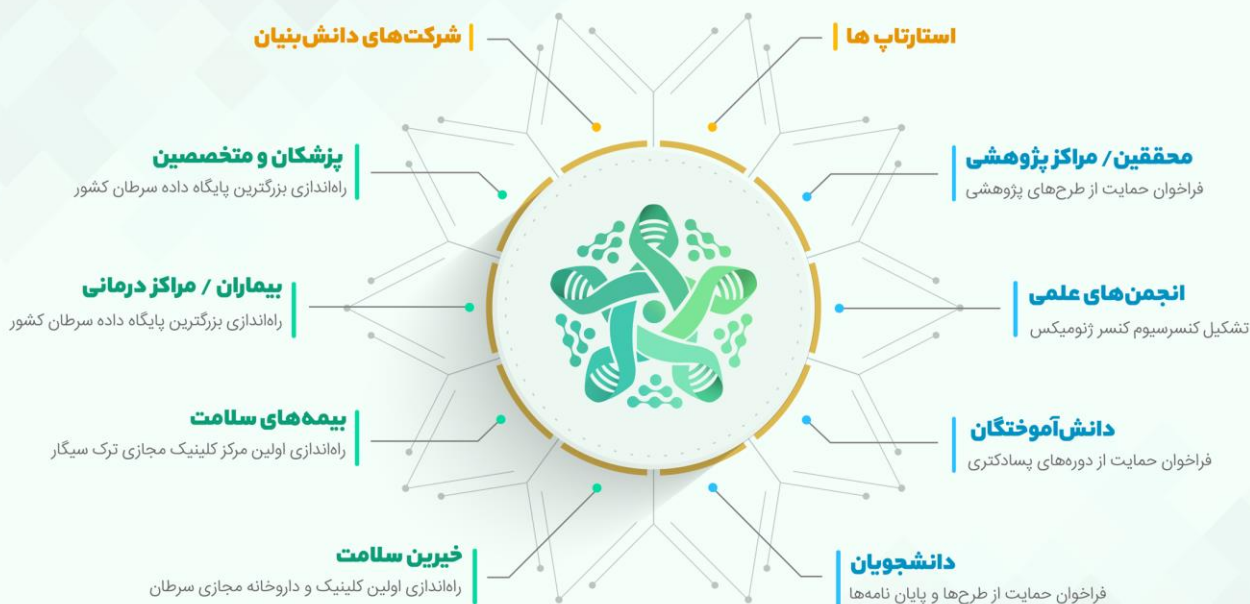 استارتاپ ها
شرکت‌های دانش‌بنیان
محققین/ مراکز پژوهشی
فراخوان حمایت از طرح‌های پژوهشی
پزشکان و متخصصین
راه‌اندازی بزرگترین پایگاه داده سرطان کشور
انجمن‌های علمی
تشکیل کنسرسیوم کنسر ژنومیکس
بیماران / مراکز درمانی
راه‌اندازی بزرگترین پایگاه داده سرطان کشور
دانش‌آموختگان
فراخوان حمایت از دوره‌های پسادکتری
بیمه‌های سلامت
راه‌اندازی اولین مرکز کلینیک مجازی ترک سیگار
دانشجویان
فراخوان حمایت از طرح‌ها و پایان نامه‌ها
خیرین سلامت
راه‌اندازی اولین کلینیک و داروخانه مجازی سرطان